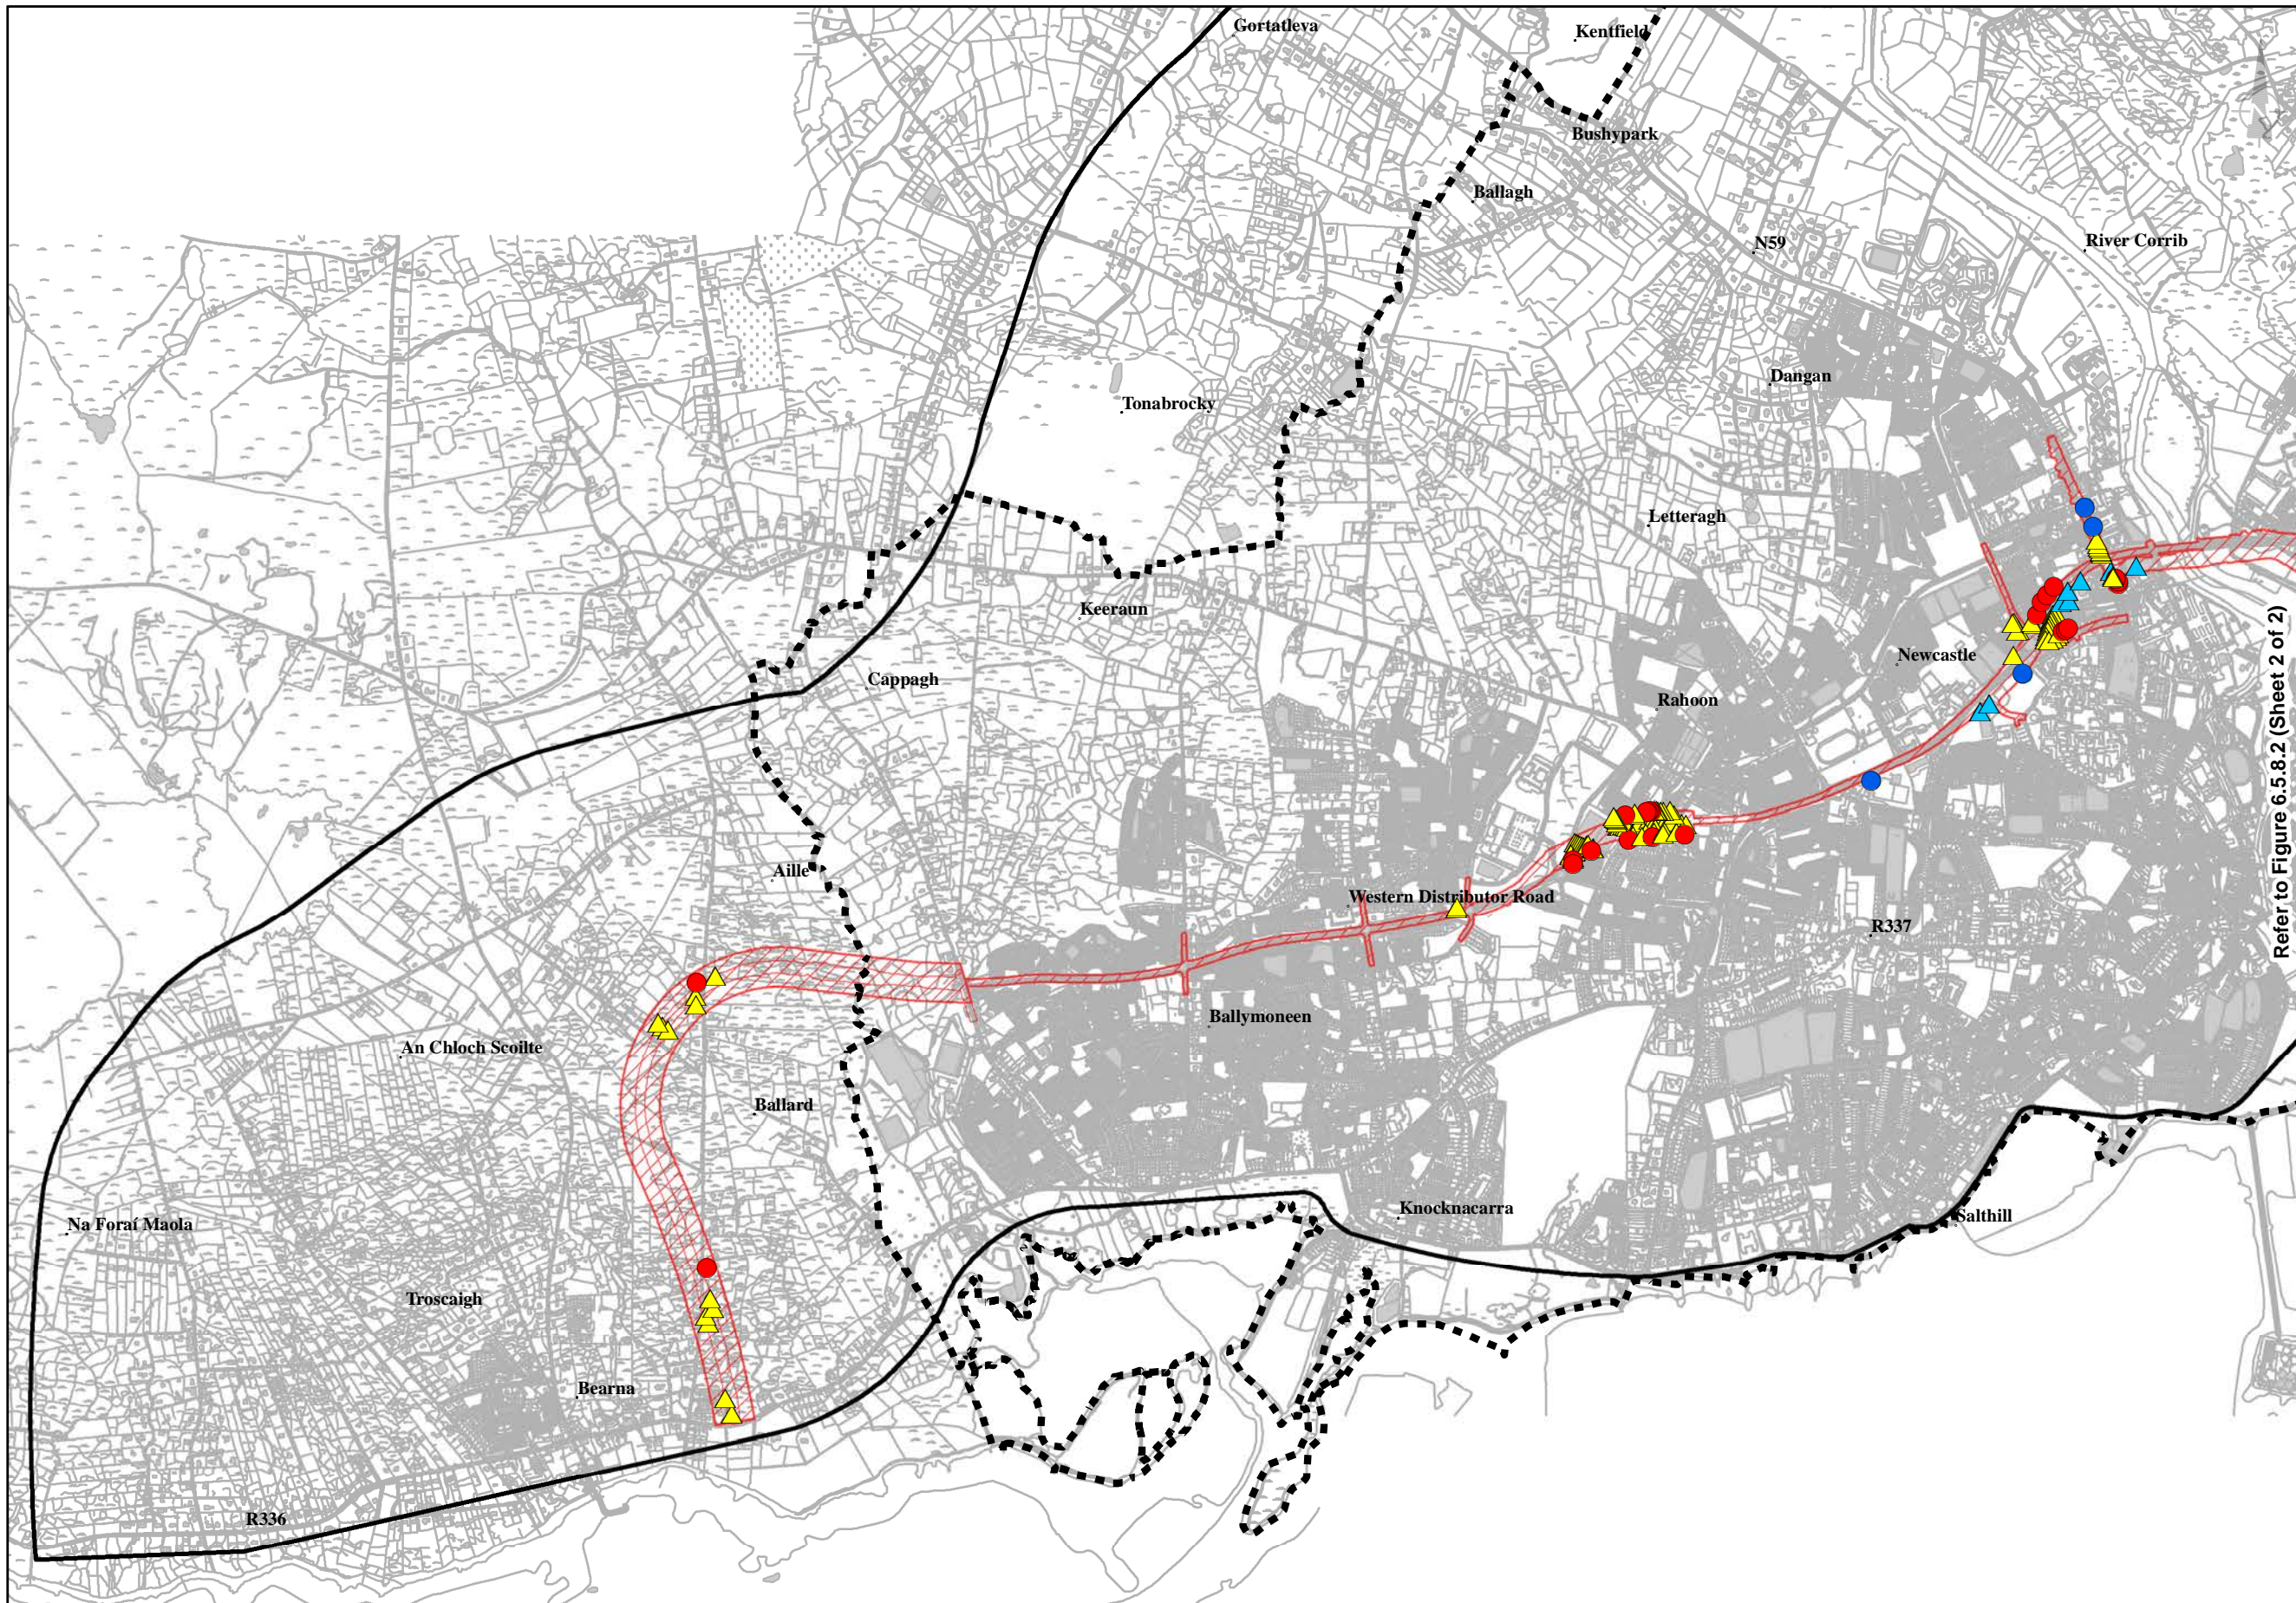 Gortatleva
Kentfield
Bushypark
Ballagh
N59
River Corrib
Dangan
Tonabrocky
Letteragh
Keeraun
Newcastle
Cappagh
Rahoon
Refer to Figure 6.5.8.2 (Sheet 2 of 2)
Aille
Western Distributor Road
R337
Ballymoneen
An Chloch Scoilte
Ballard
Knocknacarra
Salthill
Na Foraí Maola
Troscaigh
Bearna
R336